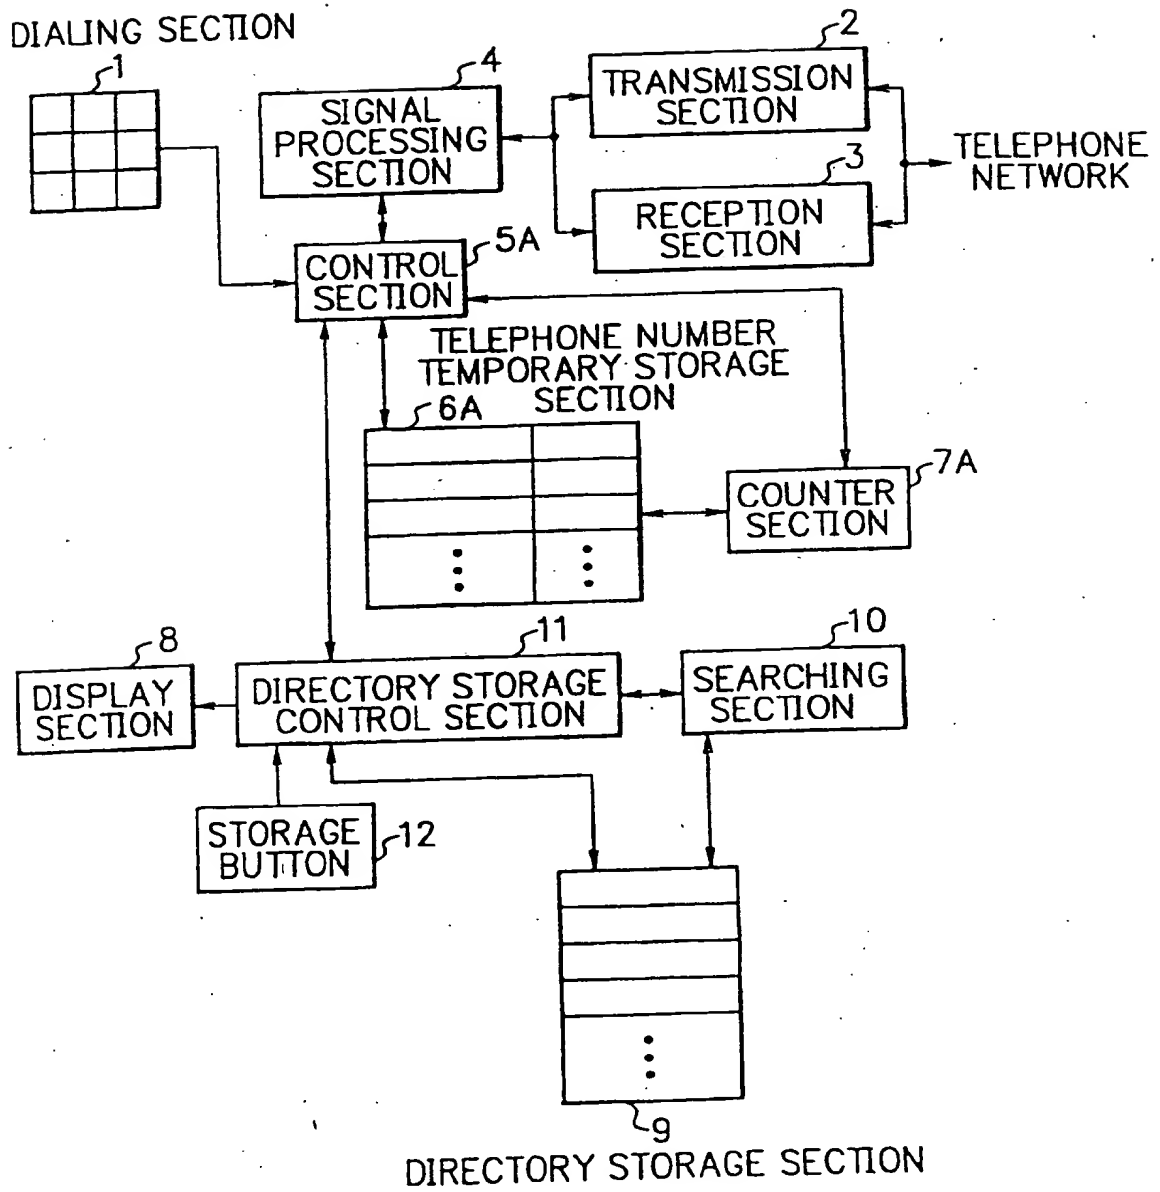 DIALING SECTION
1
4
SIGNAL
PROCESSING
SECTION
2
TRANSMISSION
SECTION
3
RECEPTION
SECTION
TELEPHONE
NETWORK
5A
CONTROL
SECTION
TELEPHONE NUMBER
TEMPORARY STORAGE
SECTION
6A
7A
COUNTER
SECTION
8
DISPLAY
SECTION
11
DIRECTORY STORAGE
CONTROL SECTION
10
SEARCHING
SECTION
STORAGE
BUTTON
12
9
DIRECTORY STORAGE SECTION